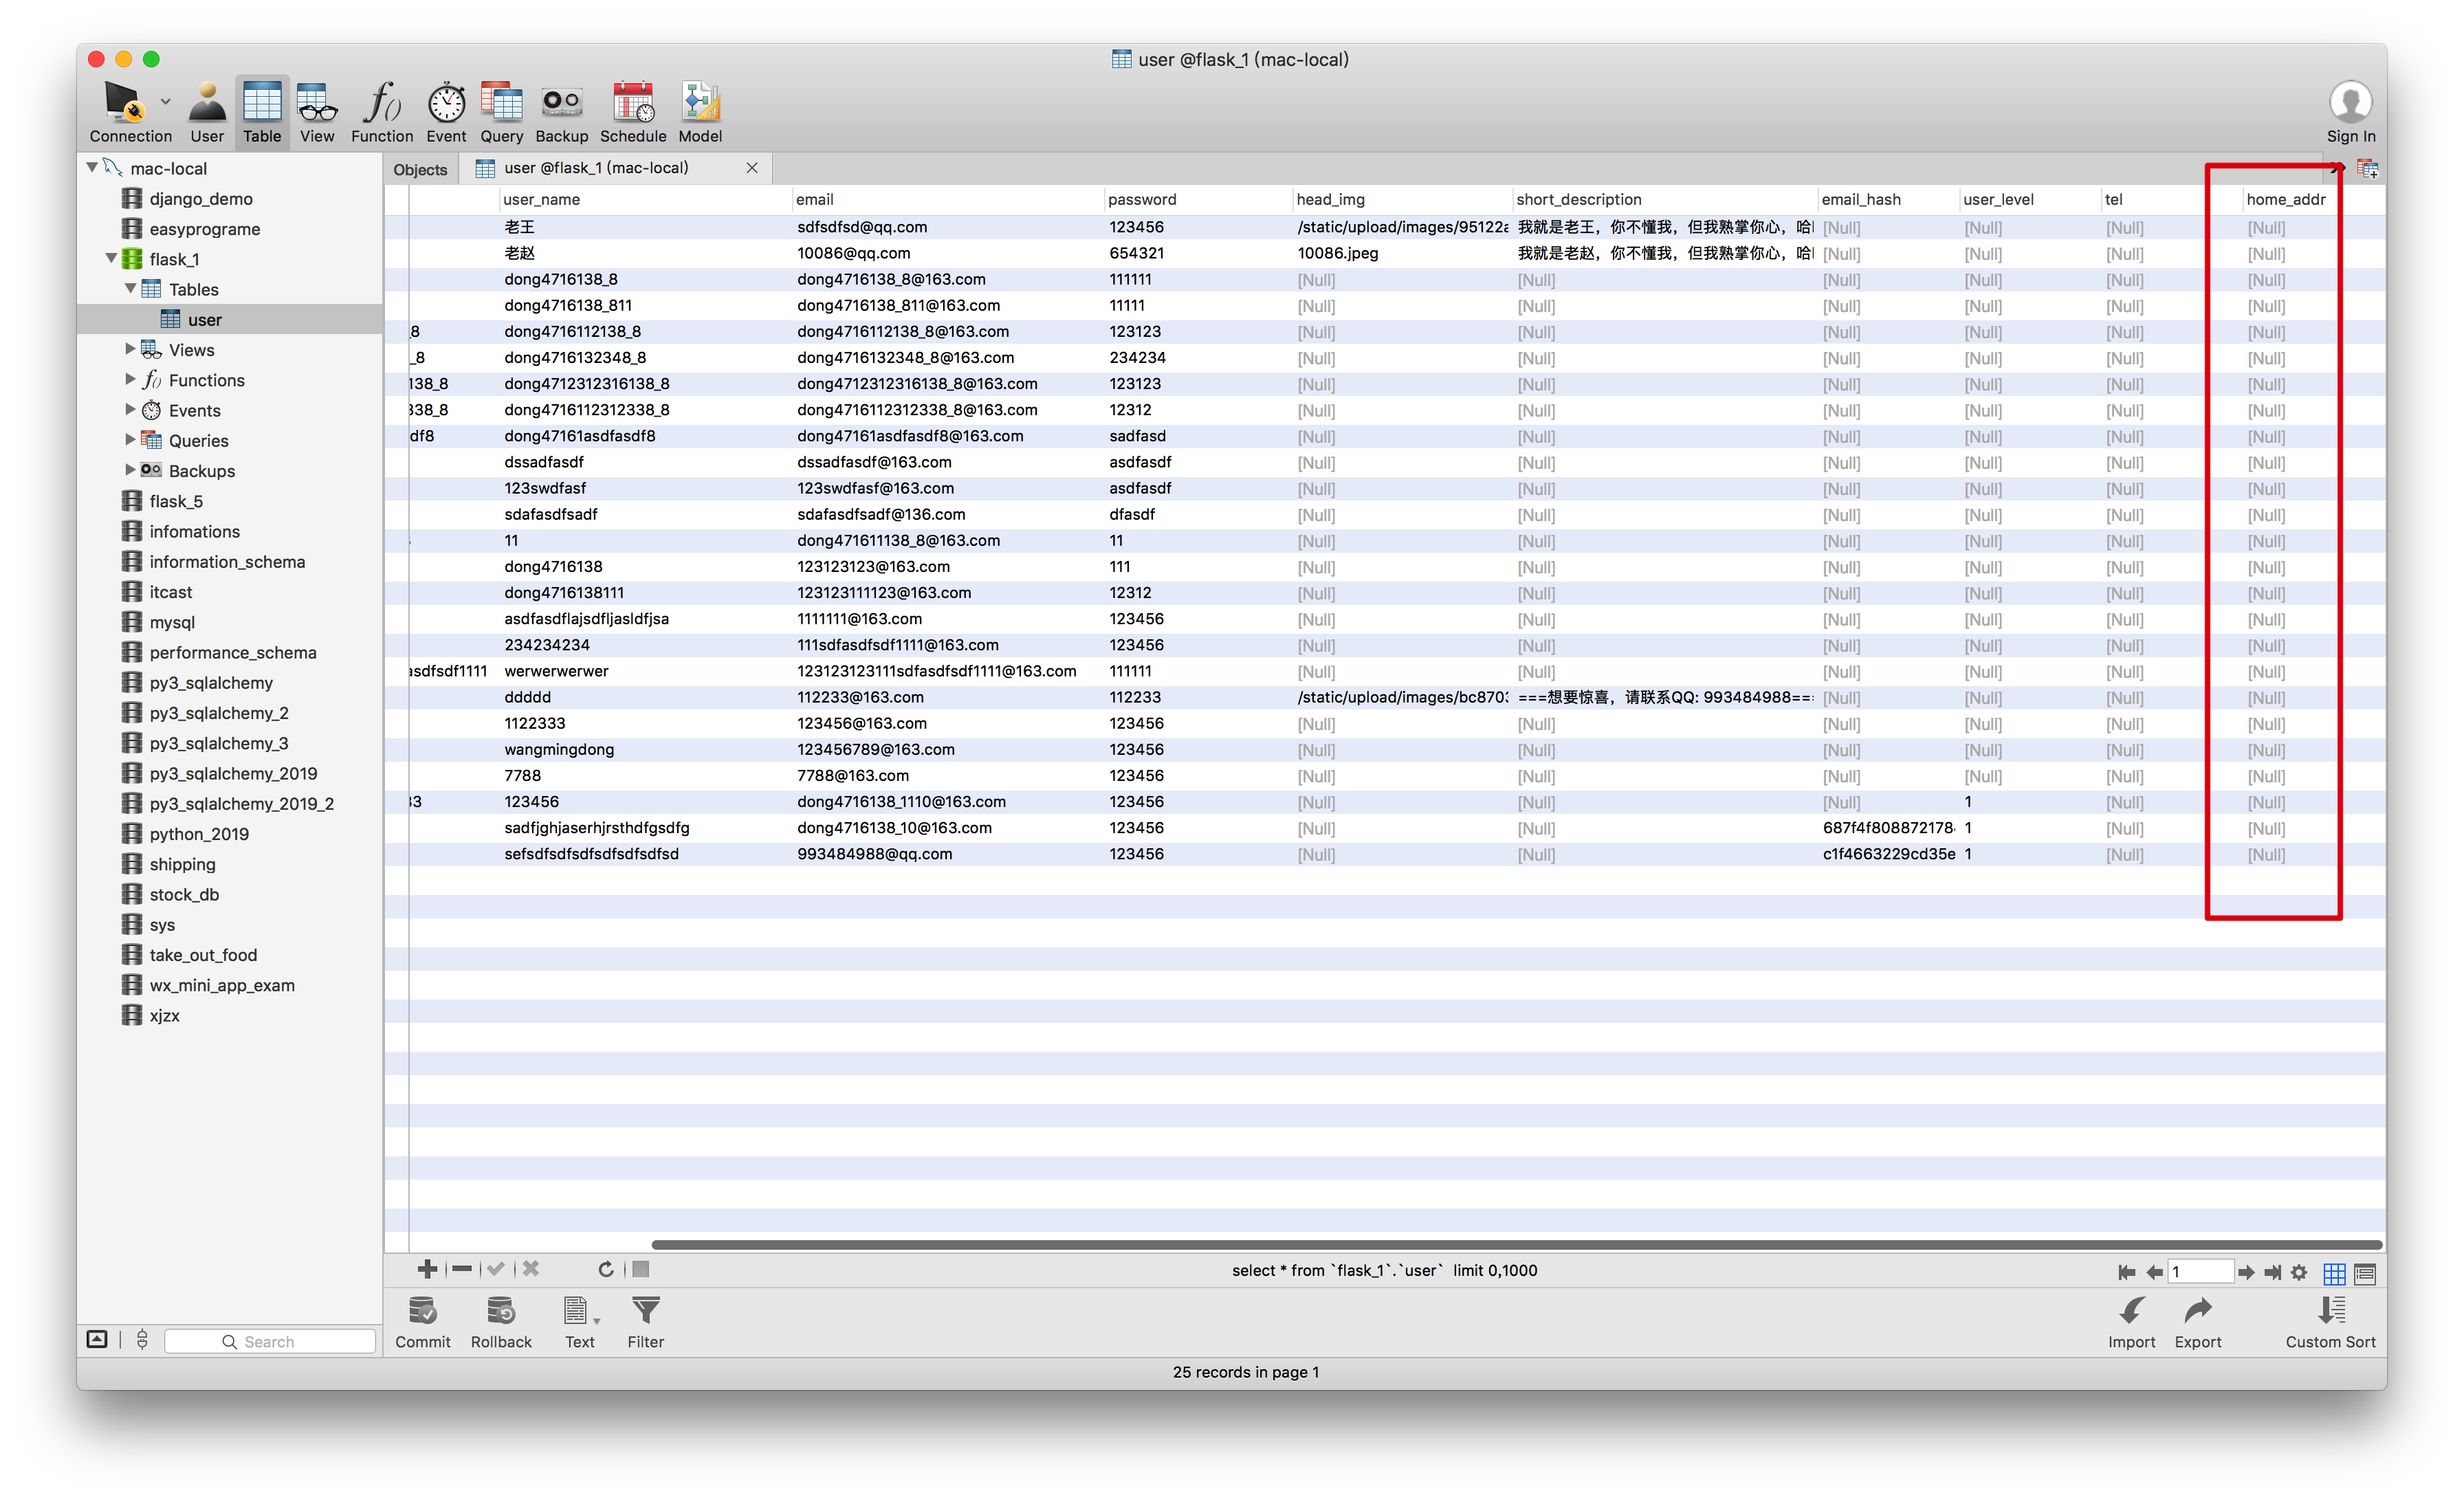 user @flask_1 (mac-local)
Connection User Table View Function Event Query Backup Schedule Model Sign In
mac-local
django_demo
easyprograme
flask_1
Tables
user
Views
Functions
Events
Queries
Backups
flask_5
infomations
information_schema
itcast
mysql
performance_schema
py3_sqlalchemy
py3_sqlalchemy_2
py3_sqlalchemy_3
py3_sqlalchemy_2019
py3_sqlalchemy_2019_2
python_2019
shipping
stock_db
sys
take_out_food
wx_mini_app_exam
xjzx
Search
Objects user @flask_1 (mac-local)
user_name email password head_img short_description email_hash user_level tel home_addr
老王 sdfsdfsd@qq.com 123456 /static/upload/images/95122a 我就是老王，你不懂我，但我熟掌你心，哈 [Null] [Null] [Null] [Null]
老赵 10086@qq.com 654321 10086.jpeg 我就是老赵，你不懂我，但我熟掌你心，哈 [Null] [Null] [Null] [Null]
dong4716138_8 dong4716138_8@163.com 111111 [Null] [Null] [Null] [Null] [Null] [Null]
dong4716138_811 dong4716138_811@163.com 11111 [Null] [Null] [Null] [Null] [Null] [Null]
_8 dong4716112138_8 dong4716112138_8@163.com 123123 [Null] [Null] [Null] [Null] [Null] [Null]
_8 dong4716132348_8 dong4716132348_8@163.com 234234 [Null] [Null] [Null] [Null] [Null] [Null]
138_8 dong4712312316138_8 dong4712312316138_8@163.com 123123 [Null] [Null] [Null] [Null] [Null] [Null]
338_8 dong4716112312338_8 dong4716112312338_8@163.com 12312 [Null] [Null] [Null] [Null] [Null] [Null]
df8 dong47161asdfasdf8 dong47161asdfasdf8@163.com sadfasd [Null] [Null] [Null] [Null] [Null] [Null]
dssadfasdf dssadfasdf@163.com asdfasdf [Null] [Null] [Null] [Null] [Null] [Null]
123swdfasf 123swdfasf@163.com asdfasdf [Null] [Null] [Null] [Null] [Null] [Null]
sdafasdfsadf sdafasdfsadf@136.com dfasdf [Null] [Null] [Null] [Null] [Null] [Null]
11 dong471611138_8@163.com 11 [Null] [Null] [Null] [Null] [Null] [Null]
dong4716138 123123123@163.com 111 [Null] [Null] [Null] [Null] [Null] [Null]
dong4716138111 123123111123@163.com 12312 [Null] [Null] [Null] [Null] [Null] [Null]
asdfasdflajsdfljasldfjsa 1111111@163.com 123456 [Null] [Null] [Null] [Null] [Null] [Null]
234234234 111sdfasdfsdf1111@163.com 123456 [Null] [Null] [Null] [Null] [Null] [Null]
asdfsdf1111 werwerwerwer 123123123111sdfasdfsdf1111@163.com 111111 [Null] [Null] [Null] [Null] [Null] [Null]
ddddd 112233@163.com 112233 /static/upload/images/bc8703 ===想要惊喜，请联系QQ: 993484988=== [Null] [Null] [Null] [Null]
1122333 123456@163.com 123456 [Null] [Null] [Null] [Null] [Null] [Null]
wangmingdong 123456789@163.com 123456 [Null] [Null] [Null] [Null] [Null] [Null]
7788 7788@163.com 123456 [Null] [Null] [Null] [Null] [Null] [Null]
33 123456 dong4716138_1110@163.com 123456 [Null] [Null] [Null] 1 [Null] [Null]
sadfjghjaserhjrsthdfgsdfg dong4716138_10@163.com 123456 [Null] [Null] 687f4f808872178 1 [Null] [Null]
sefsdfsdfsdfsdfsdfsdfsd 993484988@qq.com 123456 [Null] [Null] c1f4663229cd35e 1 [Null] [Null]
select * from `flask_1`.`user` limit 0,1000 1
Commit Rollback Text Filter Import Export Custom Sort
25 records in page 1